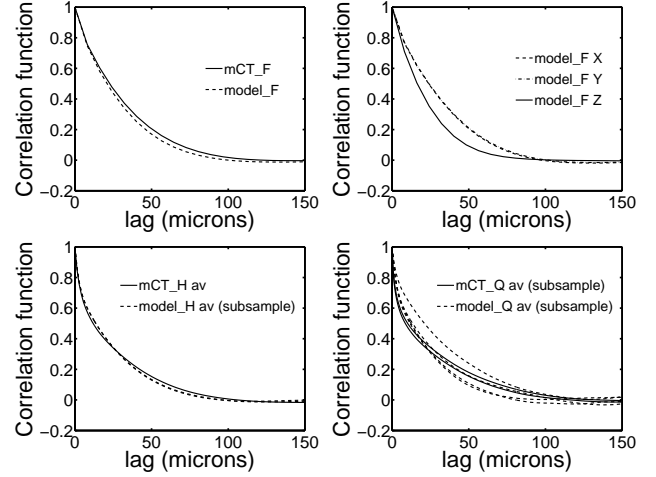 Correlation function
1
0.8
0.6
0.4
0.2
0
−0.2
0
50
100
150
lag (microns)
mCT_F
model_F
Correlation function
1
0.8
0.6
0.4
0.2
0
−0.2
0
50
100
150
lag (microns)
model_F X
model_F Y
model_F Z
Correlation function
1
0.8
0.6
0.4
0.2
0
−0.2
0
50
100
150
lag (microns)
mCT_H av
model_H av (subsample)
Correlation function
1
0.8
0.6
0.4
0.2
0
−0.2
0
50
100
150
lag (microns)
mCT_Q av (subsample)
model_Q av (subsample)